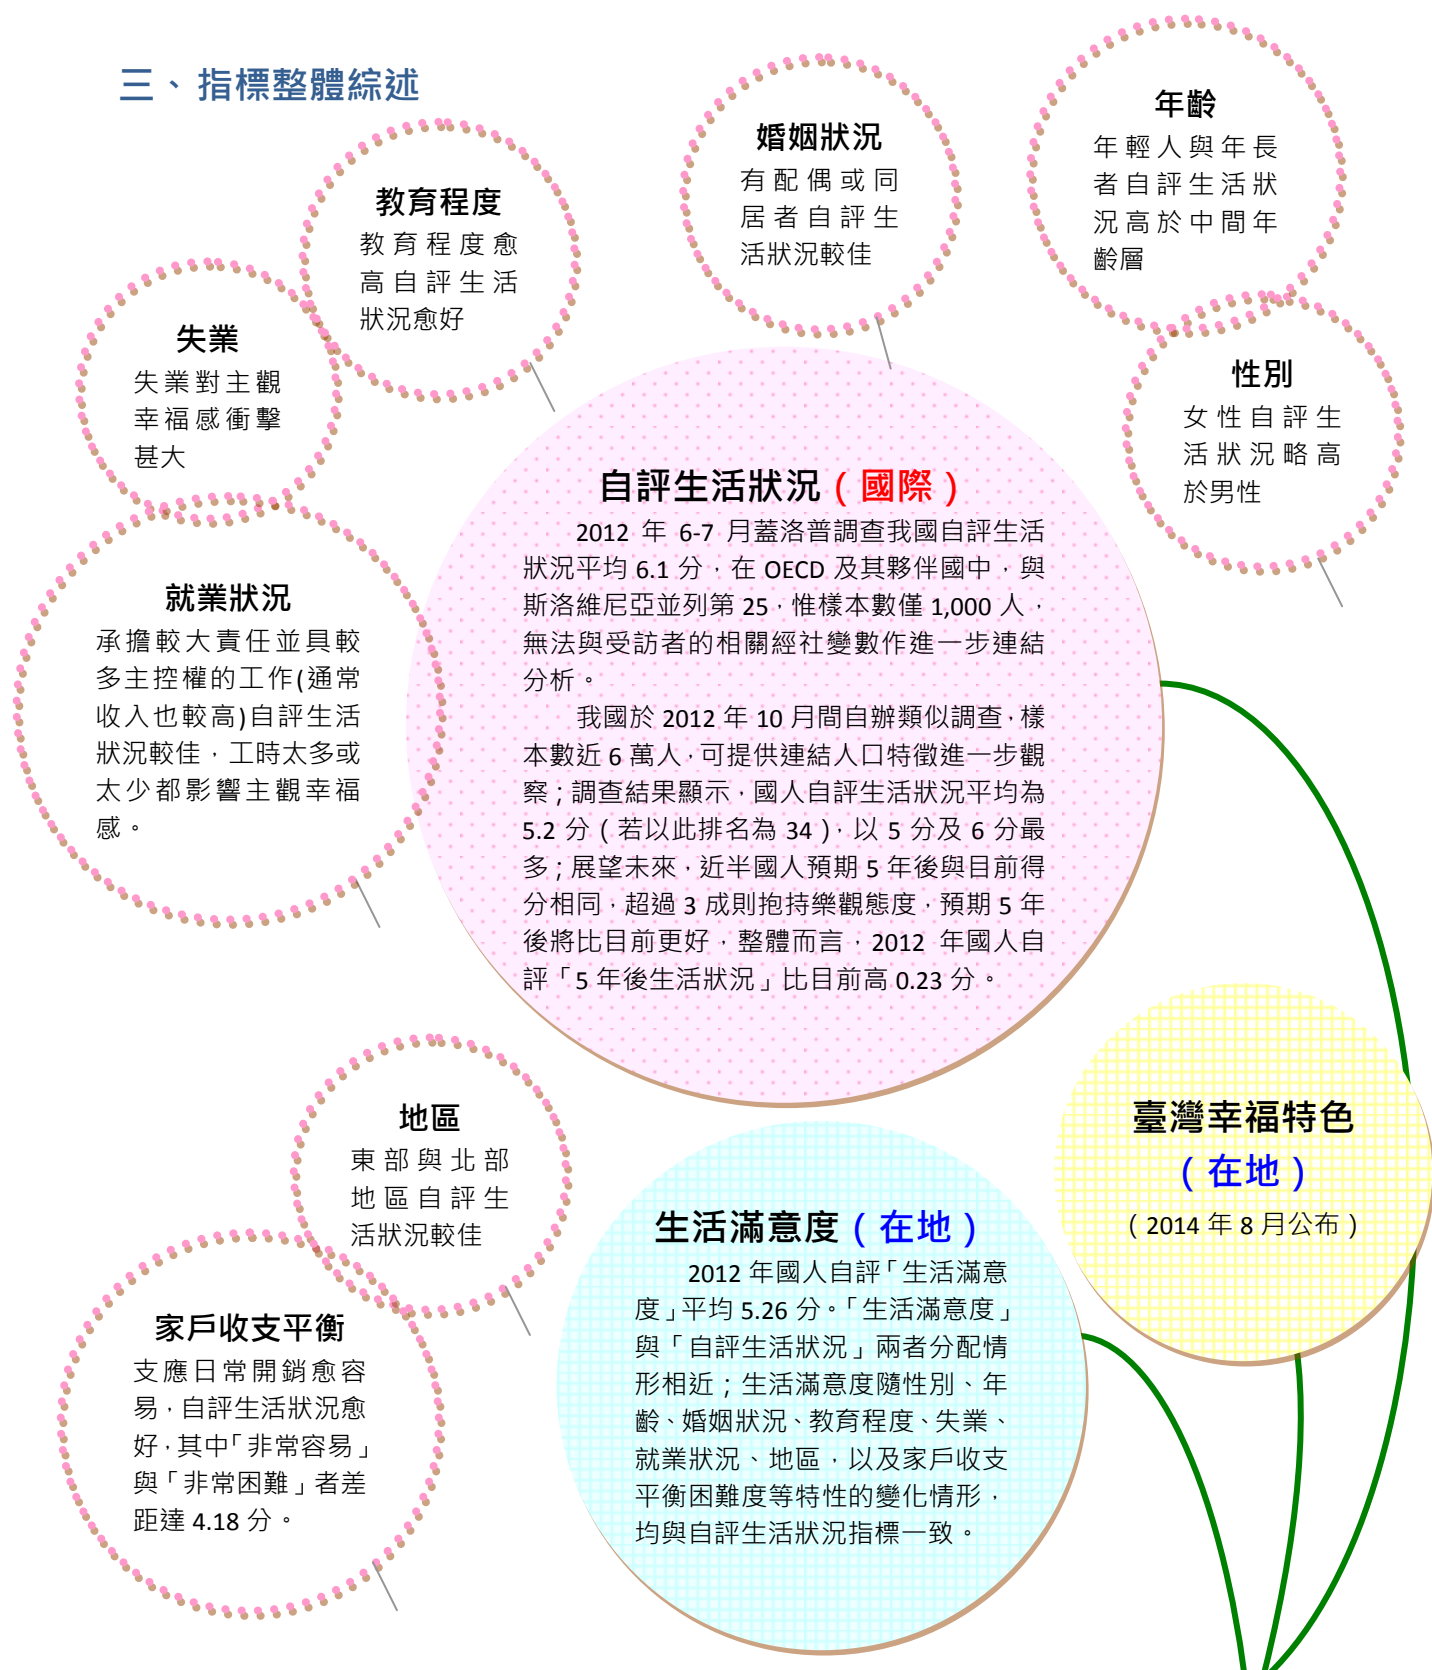 三、指標整體綜述
年齡
年輕人與年長
者自評生活狀
況高於中間年
齡層
婚姻狀況
有配偶或同
居者自評生
活狀況較佳
教育程度
教育程度愈
高自評生活
狀況愈好
失業
失業對主觀
幸福感衝擊
甚大
性別
女性自評生
活狀況略高
於男性
就業狀況
承擔較大責任並具較
多主控權的工作(通常
收入也較高)自評生活
狀況較佳，工時太多或
太少都影響主觀幸福
感。
自評生活狀況（國際）
2012 年 6-7 月蓋洛普調查我國自評生活
狀況平均 6.1 分，在 OECD 及其夥伴國中，與
斯洛維尼亞並列第 25，惟樣本數僅 1,000 人，
無法與受訪者的相關經社變數作進一步連結
分析。
我國於 2012 年 10 月間自辦類似調查，樣
本數近 6 萬人，可提供連結人口特徵進一步觀
察；調查結果顯示，國人自評生活狀況平均為
5.2 分（若以此排名為 34），以 5 分及 6 分最
多；展望未來，近半國人預期 5 年後與目前得
分相同，超過 3 成則抱持樂觀態度，預期 5 年
後將比目前更好，整體而言，2012 年國人自
評「5 年後生活狀況」比目前高 0.23 分。
地區
東部與北部
地區自評生
活狀況較佳
家戶收支平衡
支應日常開銷愈容
易，自評生活狀況愈
好，其中「非常容易」
與「非常困難」者差
距達 4.18 分。
生活滿意度（在地）
2012 年國人自評「生活滿意
度」平均 5.26 分。「生活滿意度」
與「自評生活狀況」兩者分配情
形相近；生活滿意度隨性別、年
齡、婚姻狀況、教育程度、失業、
就業狀況、地區，以及家戶收支
平衡困難度等特性的變化情形，
均與自評生活狀況指標一致。
臺灣幸福特色
（在地）
（2014 年 8 月公布）